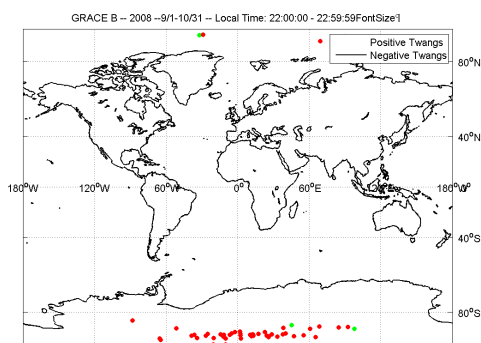 GRACE B -- 2008 --9/1-10/31 -- Local Time: 22:00:00 - 22:59:59FontSize
Positive Twangs
Negative Twangs
80°N
40°N
180°W 120°W 60°W 0° 60°E 120°E 180°W
40°S
80°S